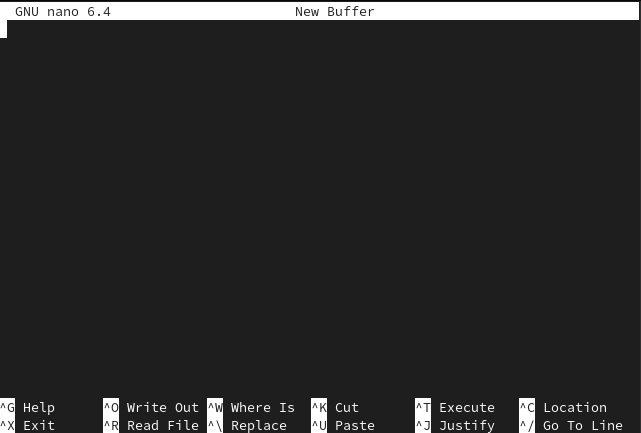 GNU nano 6.4 New Buffer
^G Help ^O Write Out ^W Where Is ^K Cut ^T Execute ^C Location
^X Exit ^R Read File ^\ Replace ^U Paste ^J Justify ^/ Go To Line